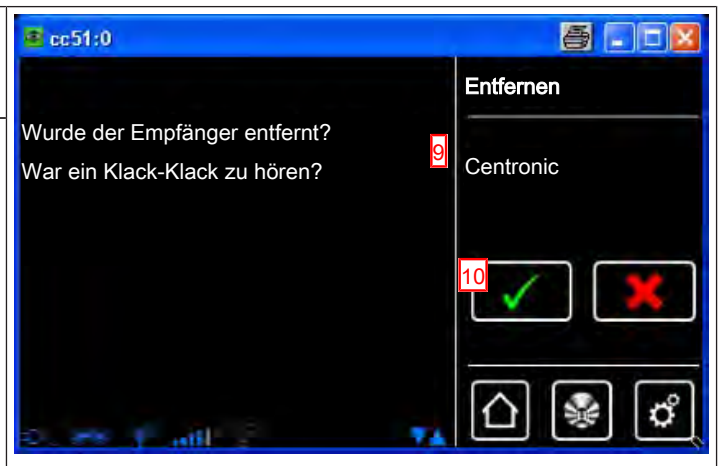 cc51:0
Entfernen
Wurde der Empfänger entfernt?
9
War ein Klack-Klack zu hören?
Centronic
10